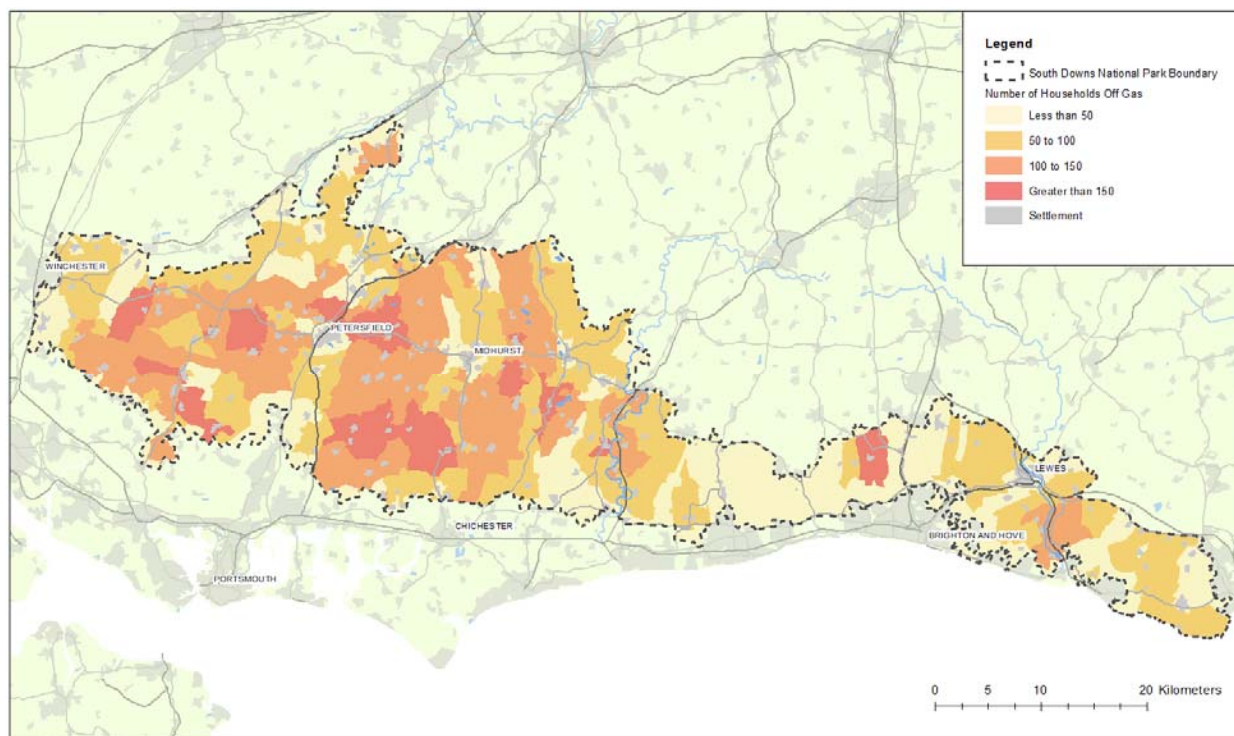 Legend
South Downs National Park Boundary
Number of Households Off Gas
Less than 50
50 to 100
100 to 150
Greater than 150
Settlement
WINCHESTER
PETERSFIELD
MIDHURST
LEWES
CHICHESTER
BRIGHTON AND HOVE
PORTSMOUTH
0 5 10 20 Kilometers